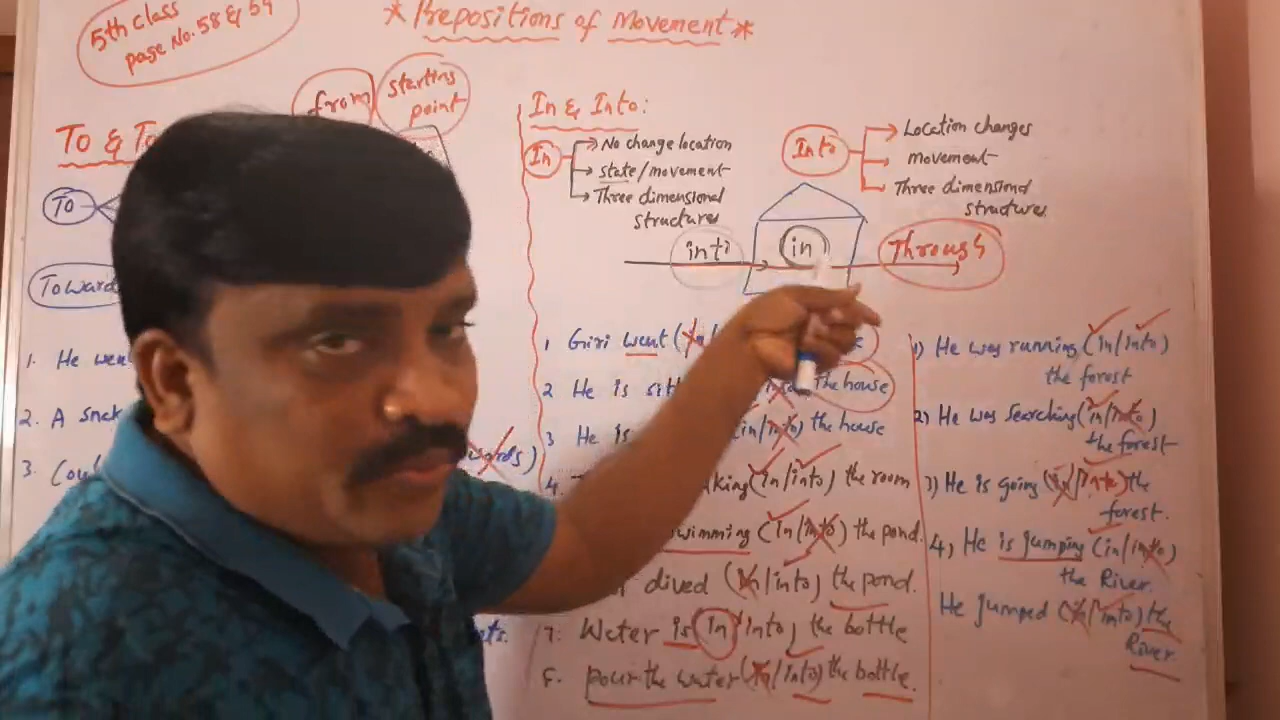 5th class
page No. 58 & 59
*Prepositions of Movement*
from
starting
point
To &
To
Toward
1. He wen
2. A snak
3.
wards)
In & Into:
In
No change location
state/movement
Three dimensional
structures
Into
Location changes
movement
Three dimensional
structures
into
in
Through
1 Giri went (
2 He is sitt the house
3 He is (in/into) the house
4. king (in/into) the room
swimming (in/into) the pond.
dived (in/into) the pond.
7. Water is (in/into) the bottle
8. pour the water (in/into) the bottle.
1) He was running (in/into)
the forest
2) He was searching (in/into)
the forest
3) He is going (in/into) the
forest.
4) He is jumping (in/into)
the River.
He jumped (in/into) the
River.